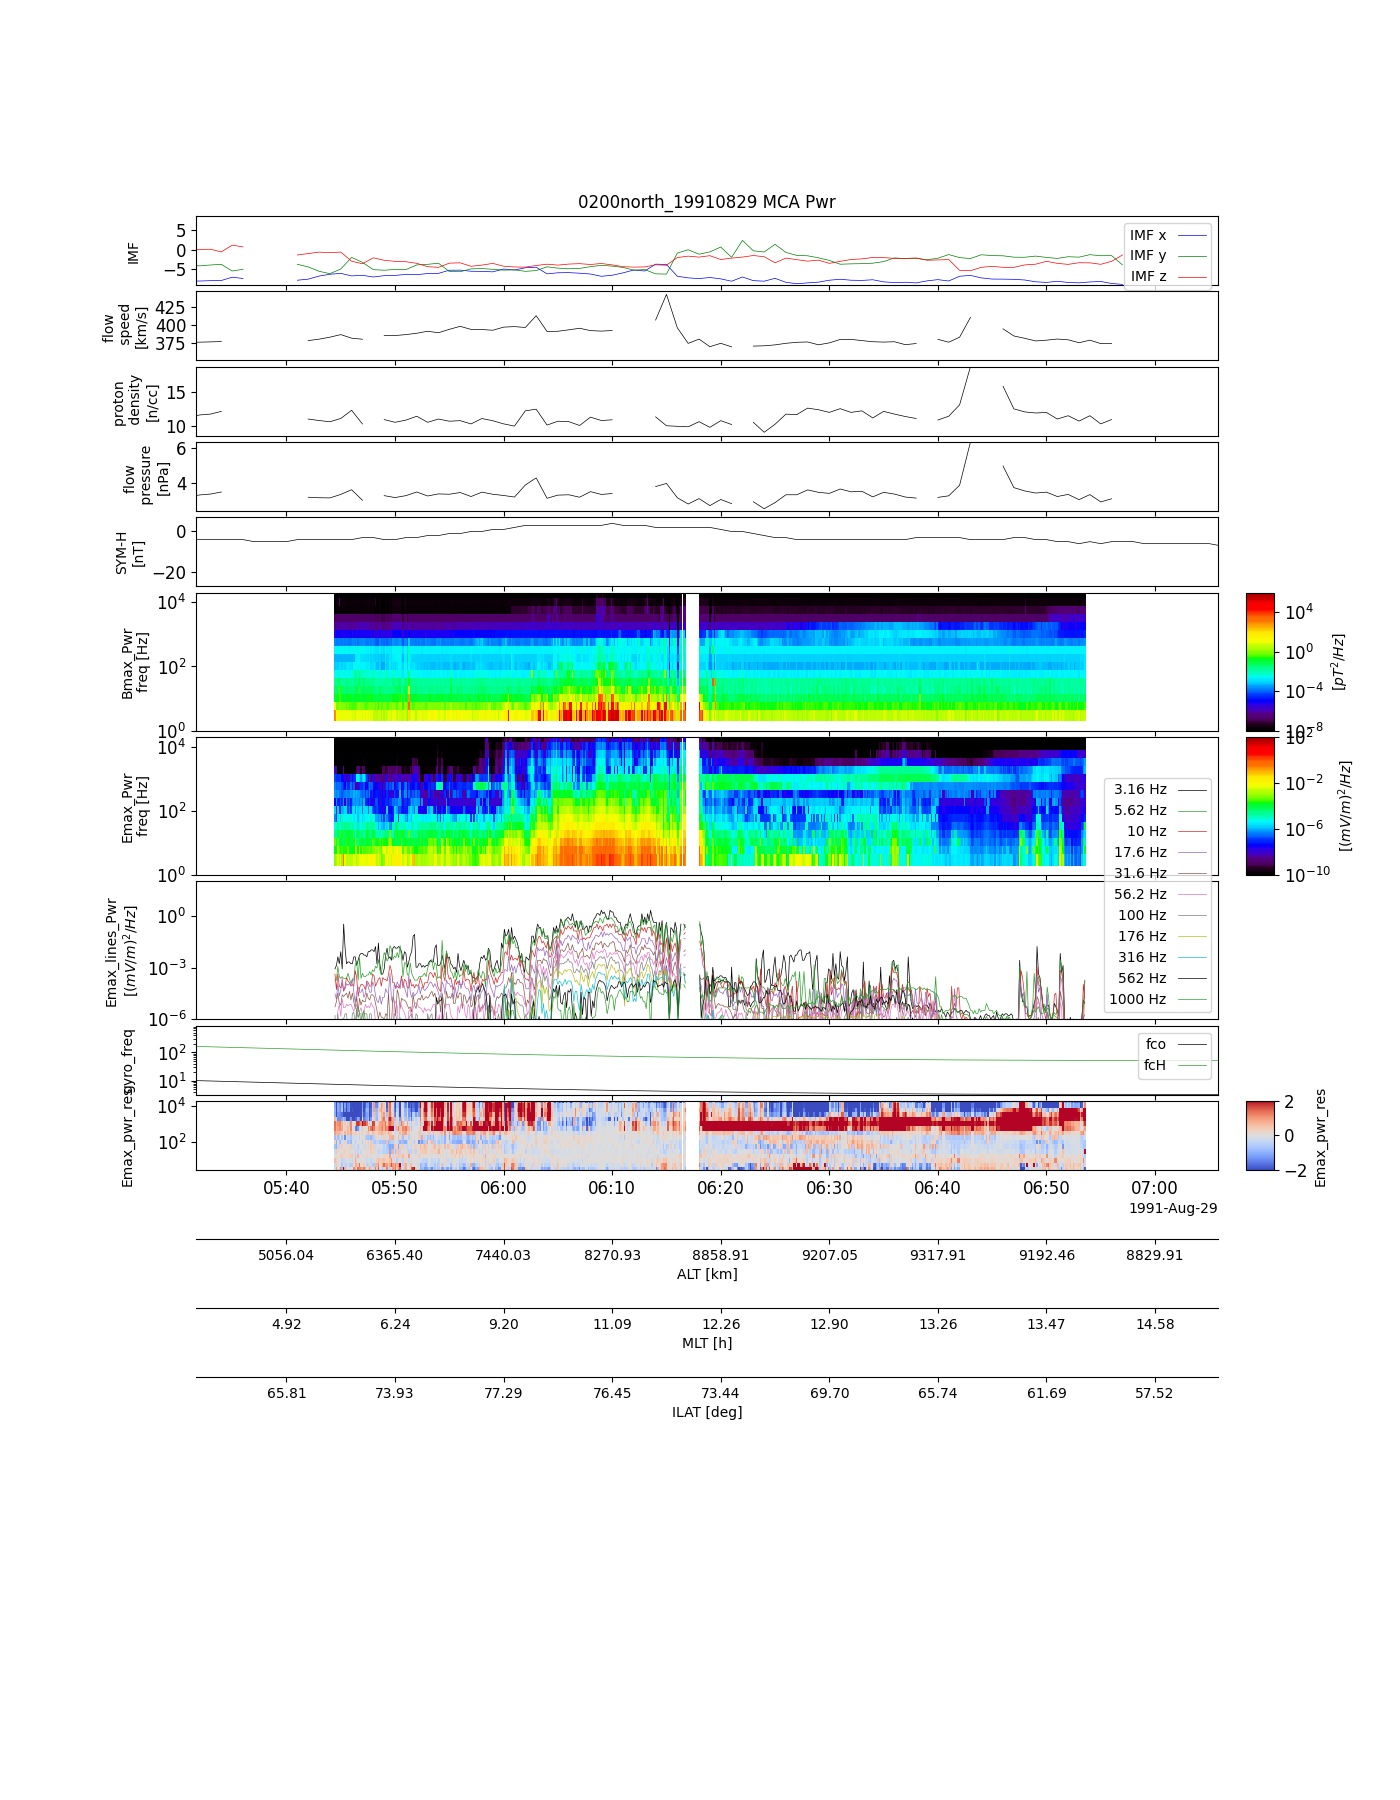 0200north_19910829 MCA Pwr
IMF
5
0
−5
IMF x
IMF y
IMF z
flow
speed
[km/s]
425
400
375
proton
density
[n/cc]
15
10
flow
pressure
[nPa]
6
4
SYM-H
[nT]
0
−20
Bmax_Pwr
freq [Hz]
10^4
10^2
10^0
10^4
10^0
10^−4
10^−8
[pT^2/Hz]
Emax_Pwr
freq [Hz]
10^4
10^2
10^0
10^2
10^−2
10^−6
10^−10
[(mV/m)^2/Hz]
3.16 Hz
5.62 Hz
10 Hz
17.6 Hz
31.6 Hz
56.2 Hz
100 Hz
176 Hz
316 Hz
562 Hz
1000 Hz
Emax_lines_Pwr
[(mV/m)^2/Hz]
10^0
10^−3
10^−6
gyro_freq
10^2
10^1
fco
fcH
Emax_pwr_res
10^4
10^2
2
0
−2
Emax_pwr_res
05:40 05:50 06:00 06:10 06:20 06:30 06:40 06:50 07:00
1991-Aug-29
5056.04 6365.40 7440.03 8270.93 8858.91 9207.05 9317.91 9192.46 8829.91
ALT [km]
4.92 6.24 9.20 11.09 12.26 12.90 13.26 13.47 14.58
MLT [h]
65.81 73.93 77.29 76.45 73.44 69.70 65.74 61.69 57.52
ILAT [deg]